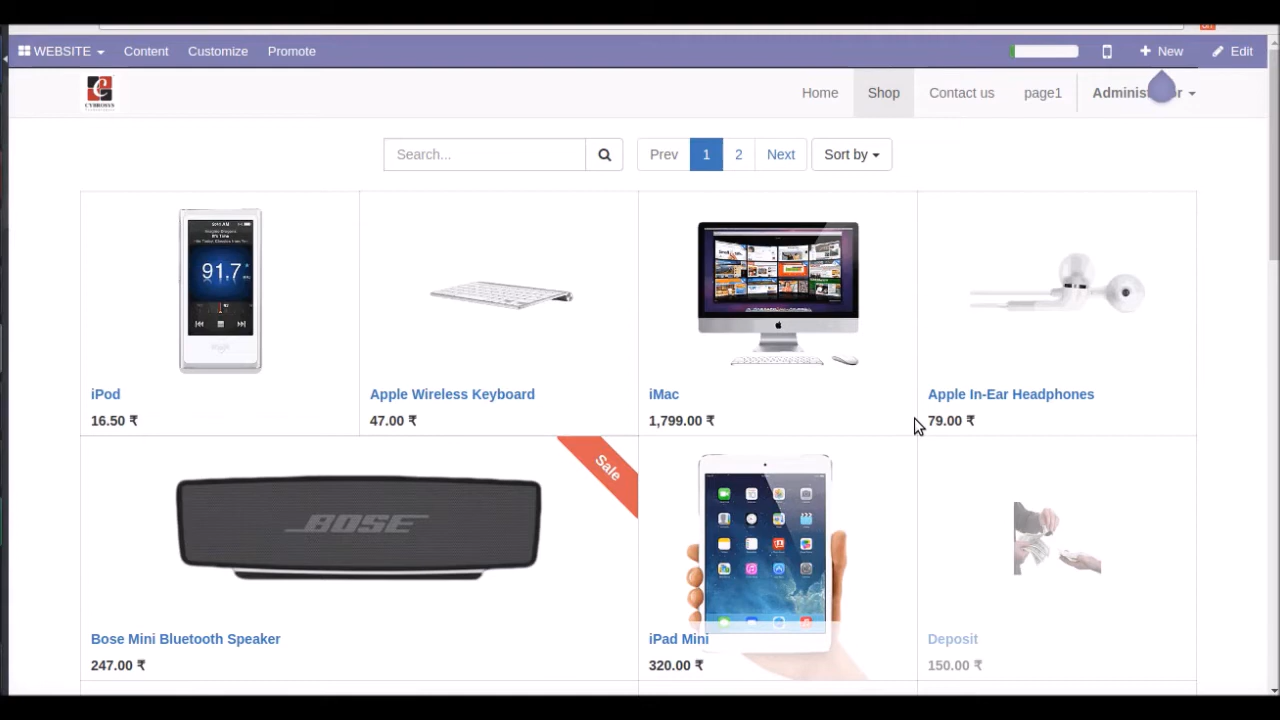 WEBSITE Content Customize Promote New Edit
CYBROSYS
Home Shop Contact us page1
Search... Prev 1 2 Next Sort by
91.7
iPod Apple Wireless Keyboard iMac Apple In-Ear Headphones
16.50 ₹ 47.00 ₹ 1,799.00 ₹ 79.00 ₹
Sale
BOSE
Bose Mini Bluetooth Speaker iPad Mini Deposit
247.00 ₹ 320.00 ₹ 150.00 ₹